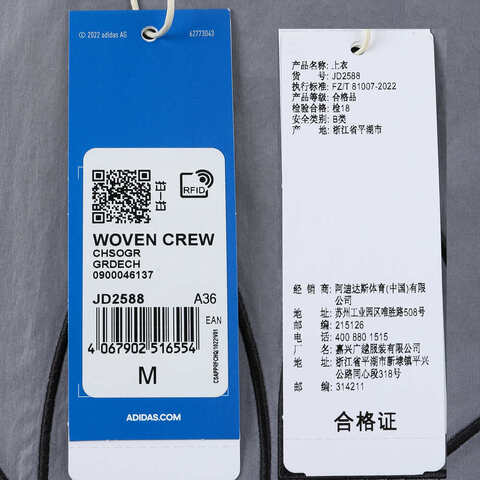 © 2022 adidas AG
62773043
RFID
WOVEN CREW
CHSOGR
GRDECH
0900046137
JD2588 A36
EAN
4 067902 516554
M
ADIDAS.COM
产品名称: 上衣
货 号: JD2588
执行标准: FZ/T 81007-2022
产品等级: 合格品
检验合格: 检18
安全类别: B类
产 地: 浙江省平湖市
经 销 商: 阿迪达斯体育(中国)有限
公司
地 址: 苏州工业园区唯胜路508号
邮 编: 215126
电 话: 400 880 1515
厂 名: 嘉兴广越服装有限公司
地 址: 浙江省平湖市新埭镇平兴
公路同心段318号
邮 编: 314211
合格证